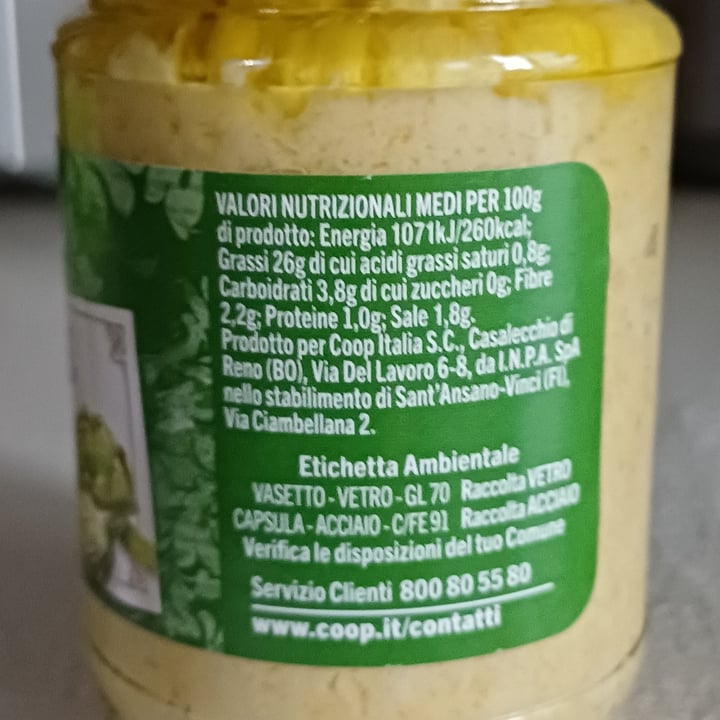 VALORI NUTRIZIONALI MEDI PER 100g
di prodotto: Energia 1071kJ/260kcal;
Grassi 26g di cui acidi grassi saturi 0,8g;
Carboidrati 3,8g di cui zuccheri 0g; Fibre
2,2g; Proteine 1,0g; Sale 1,8g.
Prodotto per Coop Italia S.C., Casalecchio di
Reno (BO), Via Del Lavoro 6-8, da I.N.P.A. SpA
nello stabilimento di Sant'Ansano-Vinci (FI),
Via Ciambellana 2.
Etichetta Ambientale
VASETTO - VETRO - GL 70 Raccolta VETRO
CAPSULA - ACCIAIO - C/FE 91 Raccolta ACCIAIO
Verifica le disposizioni del tuo Comune
Servizio Clienti 800 80 55 80
www.coop.it/contatti